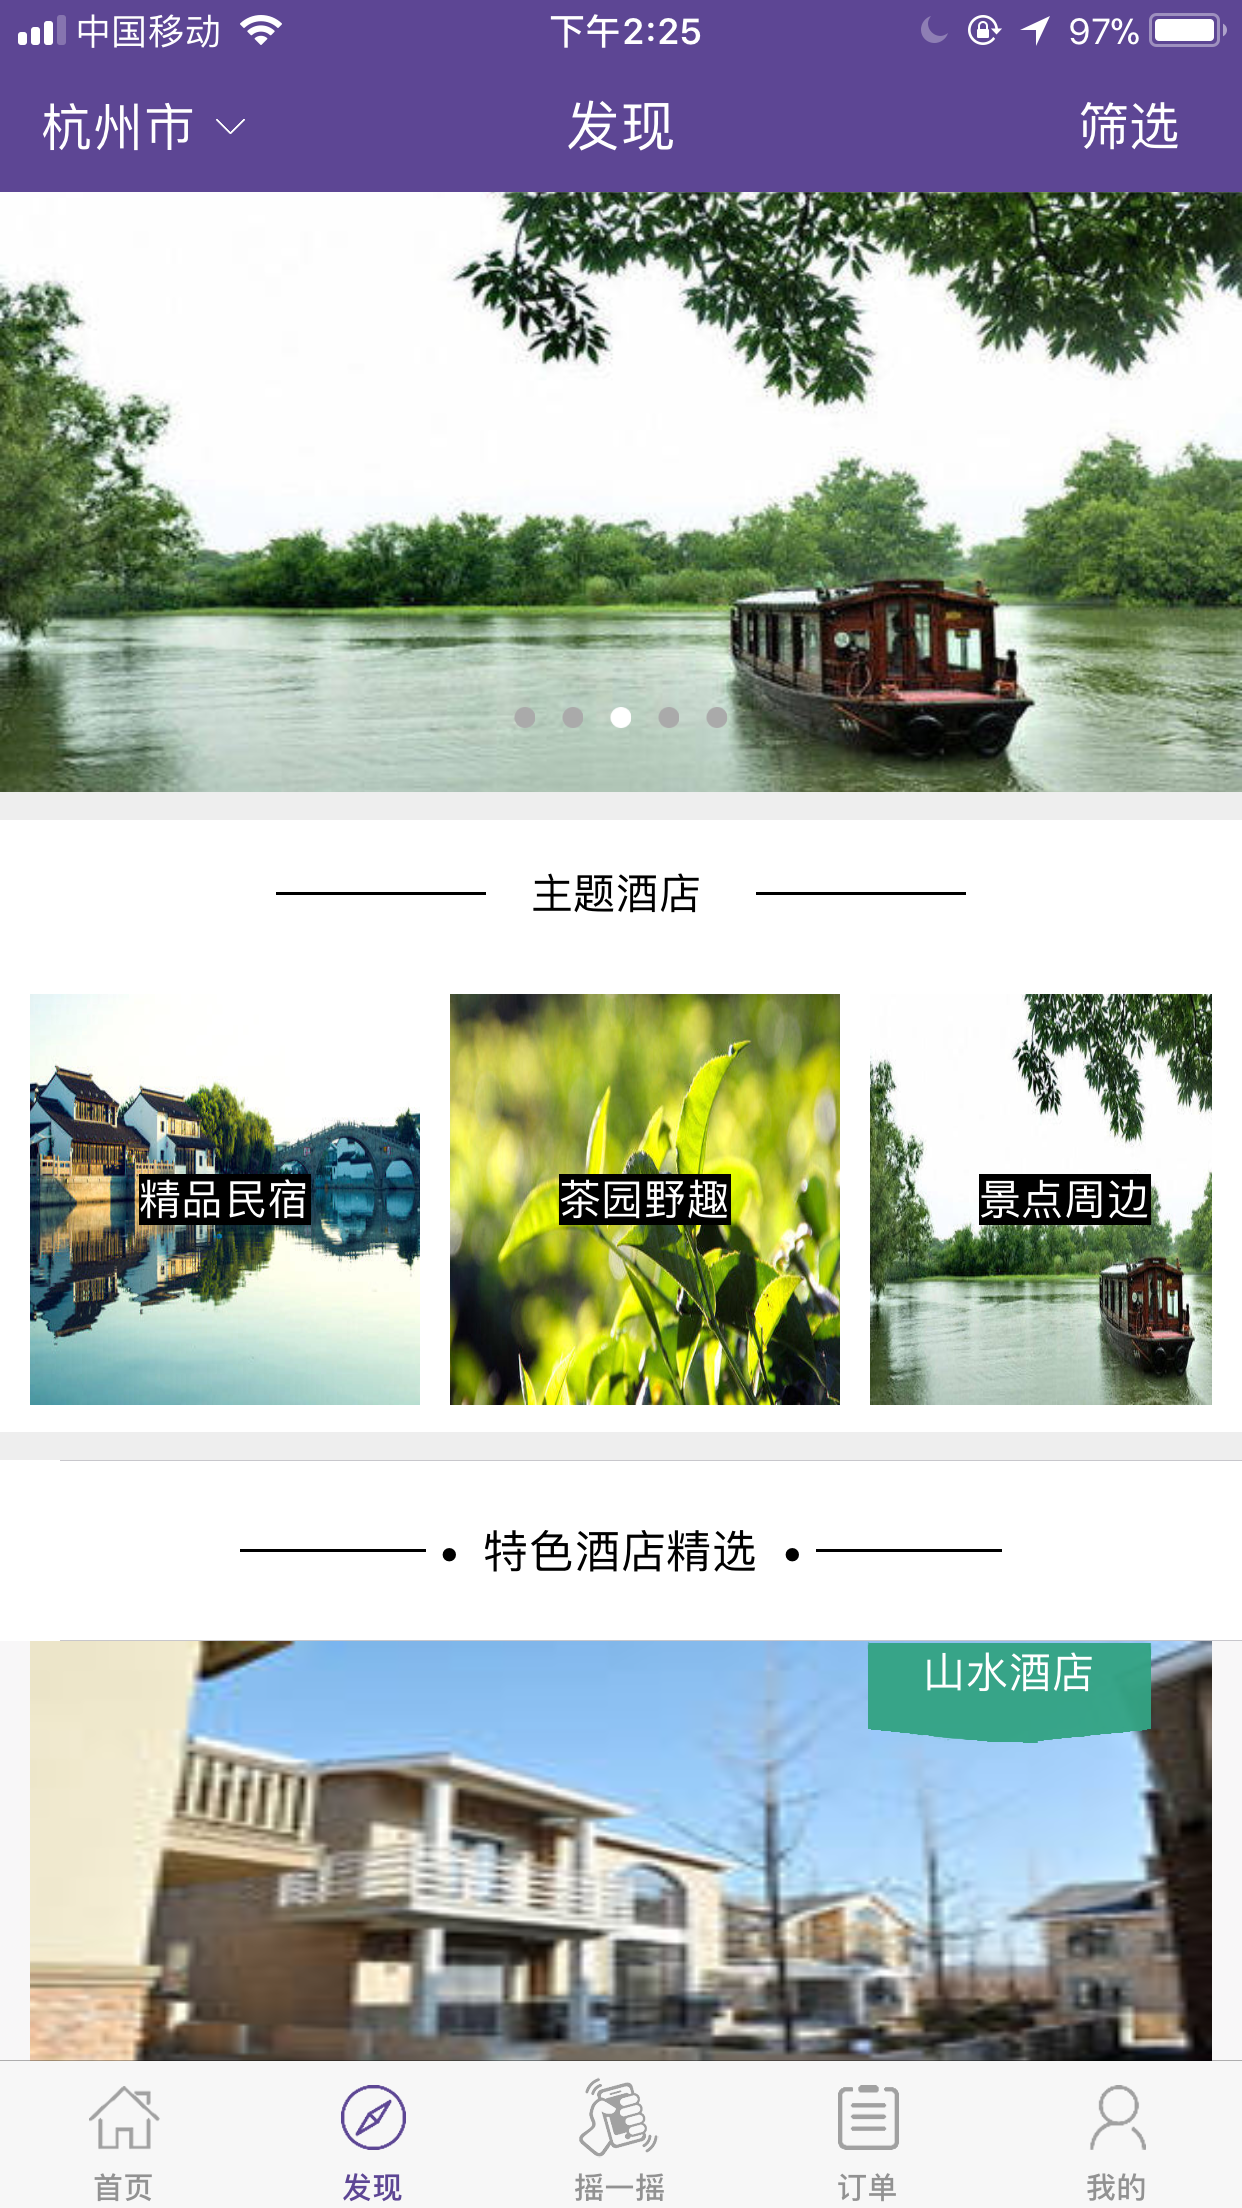 中国移动 下午2:25 97%
杭州市 发现 筛选
主题酒店
精品民宿 茶园野趣 景点周边
特色酒店精选
山水酒店
首页 发现 摇一摇 订单 我的